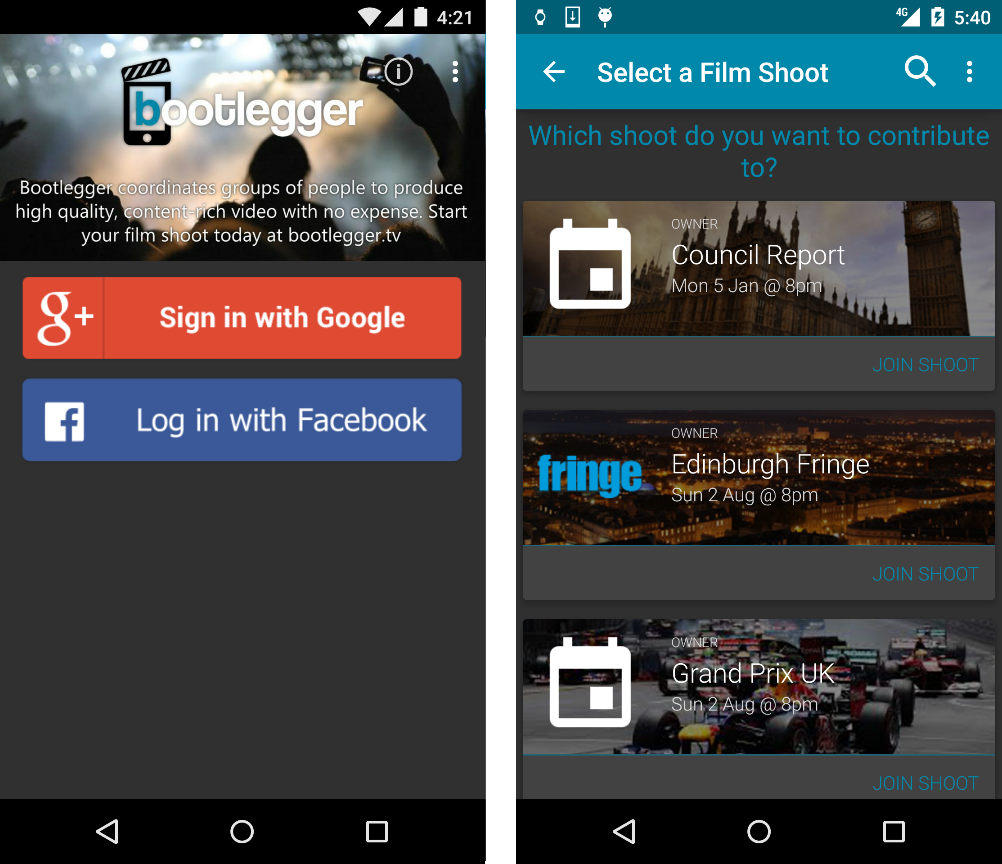 4:21
bootlegger
Bootlegger coordinates groups of people to produce
high quality, content-rich video with no expense. Start
your film shoot today at bootlegger.tv
g+ Sign in with Google
f Log in with Facebook
4G 5:40
Select a Film Shoot
Which shoot do you want to contribute
to?
OWNER
Council Report
Mon 5 Jan @ 8pm
JOIN SHOOT
fringe
OWNER
Edinburgh Fringe
Sun 2 Aug @ 8pm
JOIN SHOOT
OWNER
Grand Prix UK
Sun 2 Aug @ 8pm
JOIN SHOOT